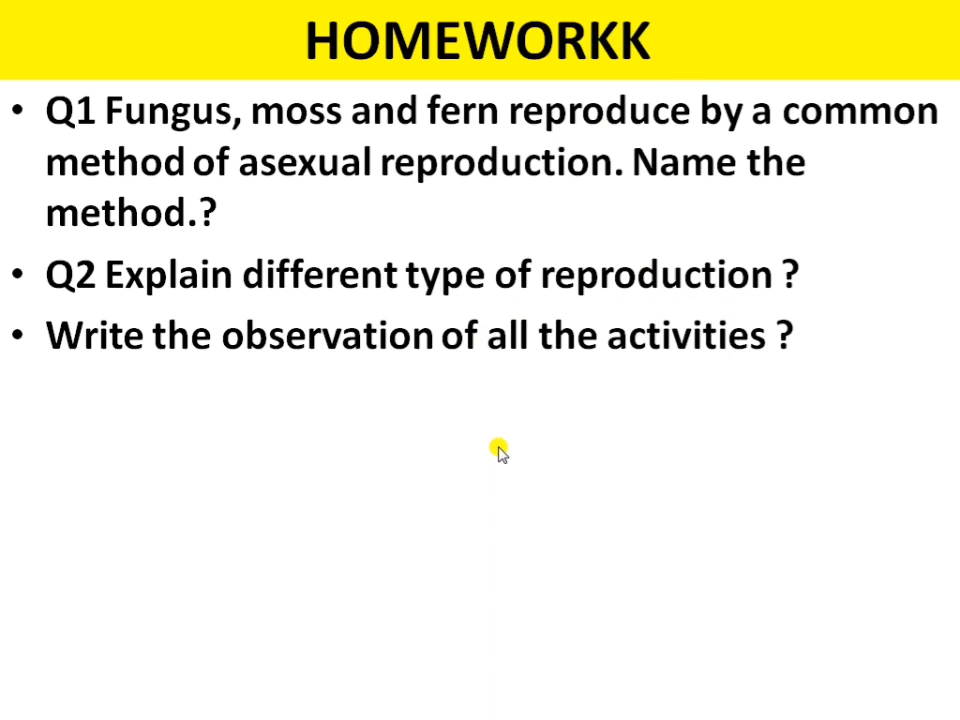 HOMEWORKK
• Q1 Fungus, moss and fern reproduce by a common
method of asexual reproduction. Name the
method.?
• Q2 Explain different type of reproduction ?
• Write the observation of all the activities ?